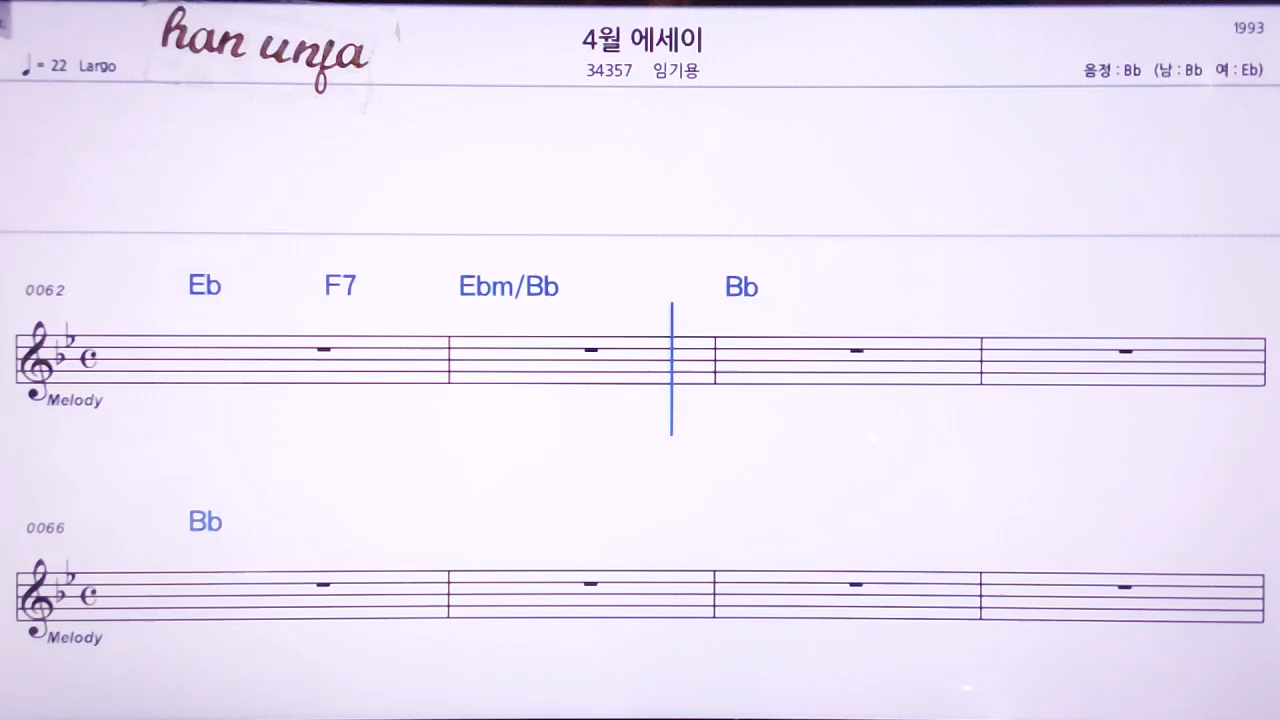 han unfa
4월 에세이
1993
♩ = 22 Largo
34357 임기용
음정 : Bb (남 : Bb 여 : Eb)
0062 Eb F7 Ebm/Bb Bb
Melody
0066 Bb
Melody